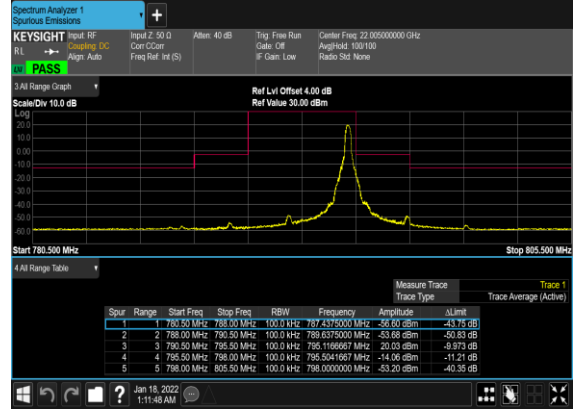 Spectrum Analyzer 1
Spurious Emissions
KEYSIGHT Input: RF Input Z: 50 Ω Atten: 40 dB Trig: Free Run Center Freq: 22.005000000 GHz
RL Coupling: DC Corr CCorr Gate: Off Avg|Hold: 100/100
Align: Auto Freq Ref: Int (S) IF Gain: Low Radio Std: None
PASS
3.All Range Graph
Ref Lvl Offset 4.00 dB
Scale/Div 10.0 dB Ref Value 30.00 dBm
Log
20.0
10.0
0.00
-10.0
-20.0
-30.0
-40.0
-50.0
-60.0
Start 780.500 MHz Stop 805.500 MHz
4.All Range Table
Measure Trace Trace 1
Trace Type Trace Average (Active)
Spur Range Start Freq Stop Freq RBW Frequency Amplitude ΔLimit
1 1 780.50 MHz 788.00 MHz 100.0 kHz 787.4375000 MHz -56.60 dBm -43.75 dB
2 2 788.00 MHz 790.50 MHz 100.0 kHz 789.6375000 MHz -53.68 dBm -50.83 dB
3 3 790.50 MHz 795.50 MHz 100.0 kHz 795.1166667 MHz 20.03 dBm -9.973 dB
4 4 795.50 MHz 798.00 MHz 100.0 kHz 795.5041667 MHz -14.06 dBm -11.21 dB
5 5 798.00 MHz 805.50 MHz 100.0 kHz 798.0000000 MHz -53.20 dBm -40.35 dB
Jan 18, 2022
1:11:48 AM